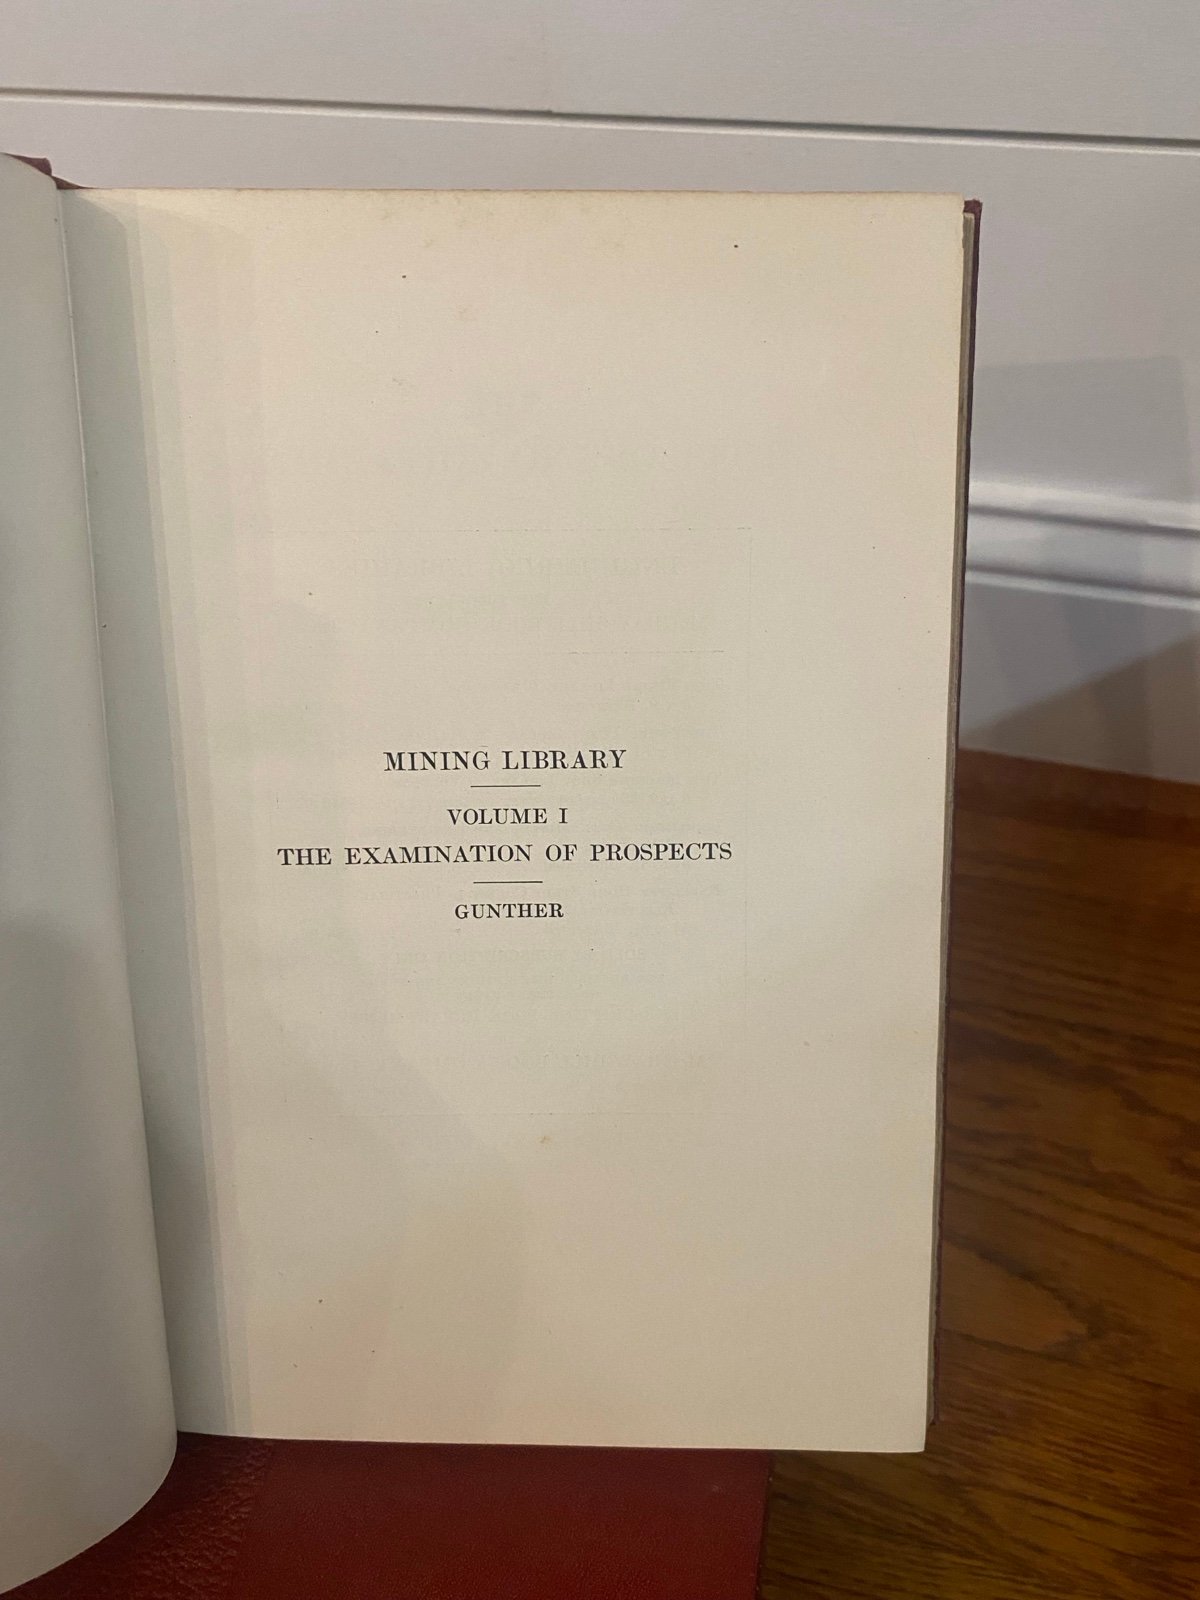 MINING LIBRARY
VOLUME I
THE EXAMINATION OF PROSPECTS
GUNTHER